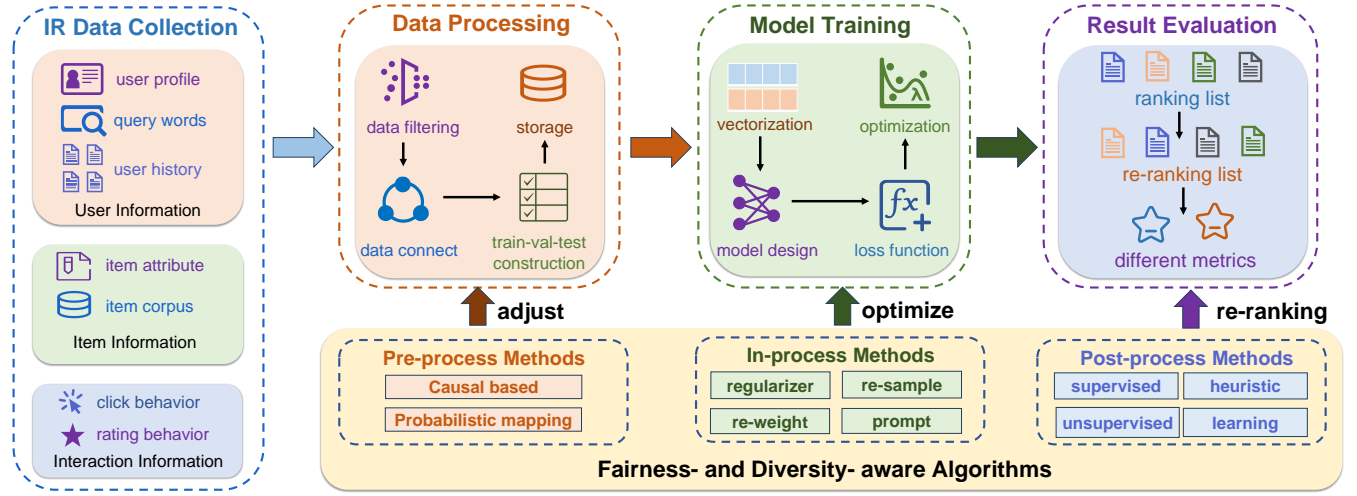 IR Data Collection
user profile
query words
user history
User Information
item attribute
item corpus
Item Information
click behavior
rating behavior
Interaction Information
Data Processing
data filtering
storage
data connect
train-val-test
construction
Model Training
vectorization
optimization
λ
model design
fx
loss function
Result Evaluation
ranking list
re-ranking list
different metrics
adjust
optimize
re-ranking
Pre-process Methods
Causal based
Probabilistic mapping
In-process Methods
regularizer
re-sample
re-weight
prompt
Post-process Methods
supervised
heuristic
unsupervised
learning
Fairness- and Diversity- aware Algorithms